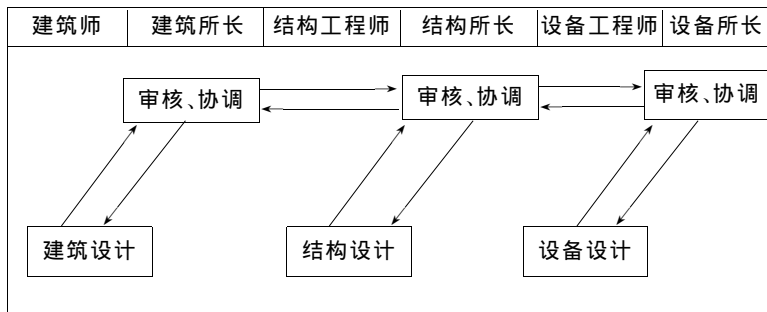 建筑师 建筑所长 结构工程师 结构所长 设备工程师 设备所长
审核、协调 审核、协调 审核、协调
建筑设计 结构设计 设备设计